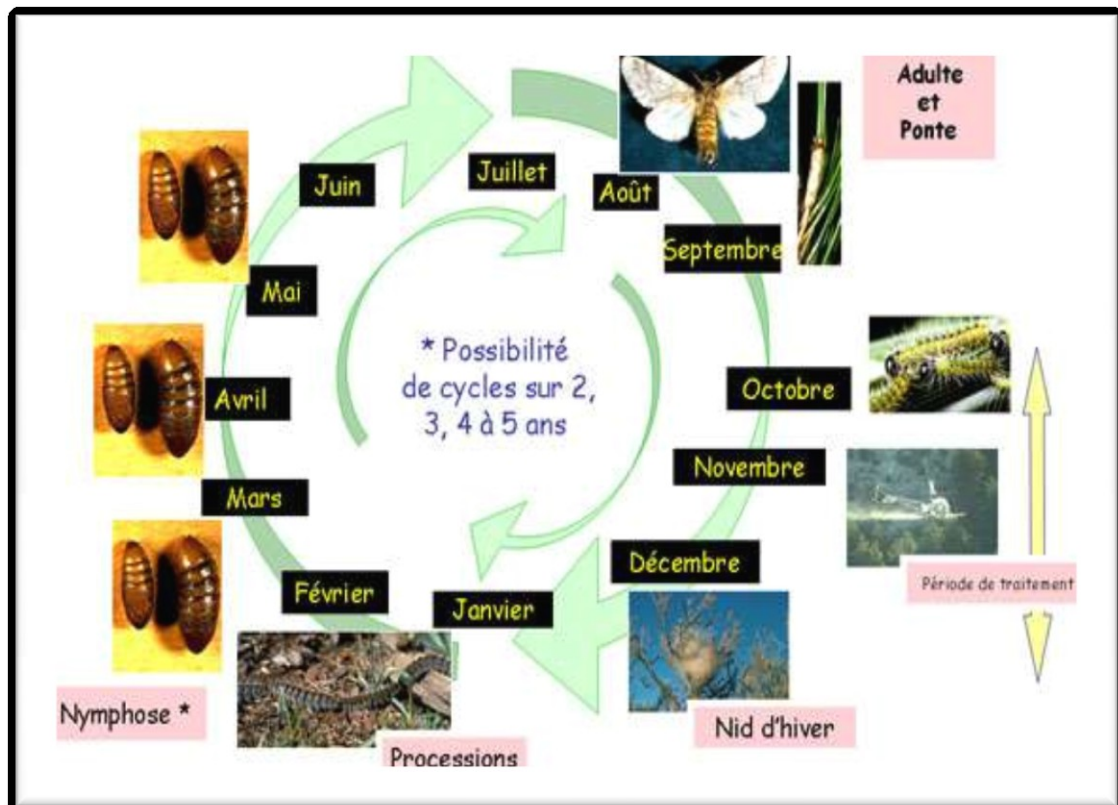 Adulte
et
Ponte
Juillet
Juin
Août
Septembre
Mai
* Possibilité
de cycles sur 2,
3, 4 à 5 ans
Octobre
Avril
Novembre
Mars
Période de traitement
Décembre
Février
Janvier
Nymphose *
Nid d'hiver
Processions